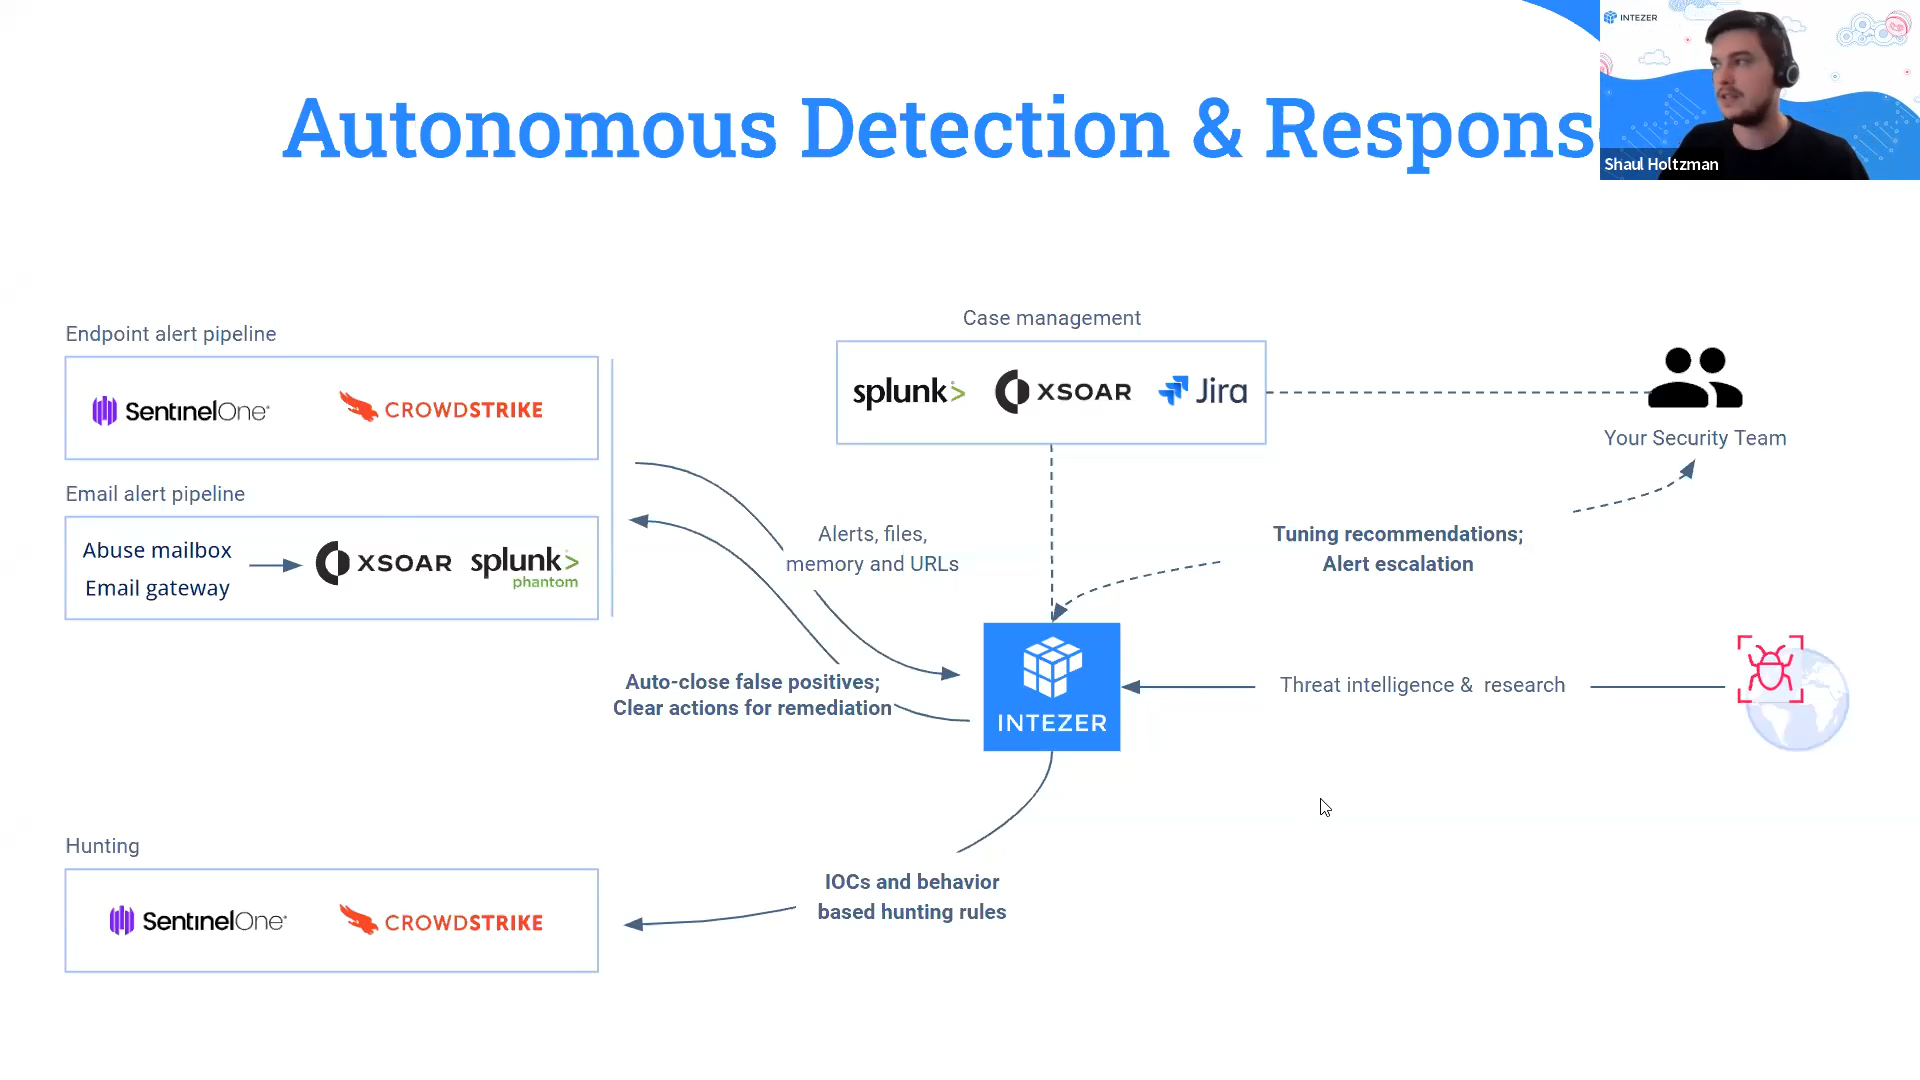 INTEZER
Shaul Holtzman
Autonomous Detection & Respons
Endpoint alert pipeline
SentinelOne
CROWDSTRIKE
Email alert pipeline
Abuse mailbox
Email gateway
XSOAR
splunk>
phantom
Case management
splunk>
XSOAR
Jira
Your Security Team
Alerts, files,
memory and URLs
Tuning recommendations;
Alert escalation
Auto-close false positives;
Clear actions for remediation
INTEZER
Threat intelligence & research
Hunting
SentinelOne
CROWDSTRIKE
IOCs and behavior
based hunting rules